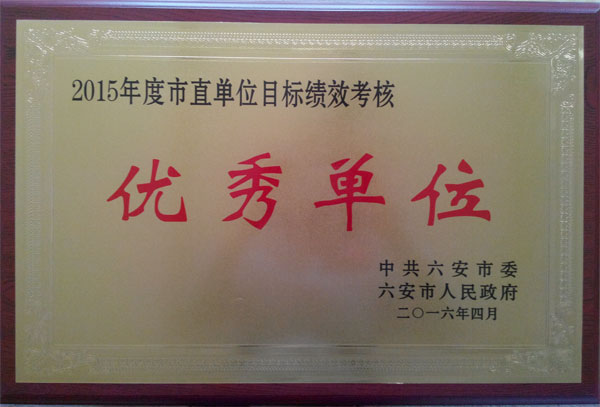 2015年度市直单位目标绩效考核
优秀单位
中共六安市委
六安市人民政府
二〇一六年四月